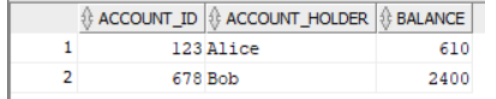 ACCOUNT_ID ACCOUNT_HOLDER BALANCE
1 123 Alice 610
2 678 Bob 2400